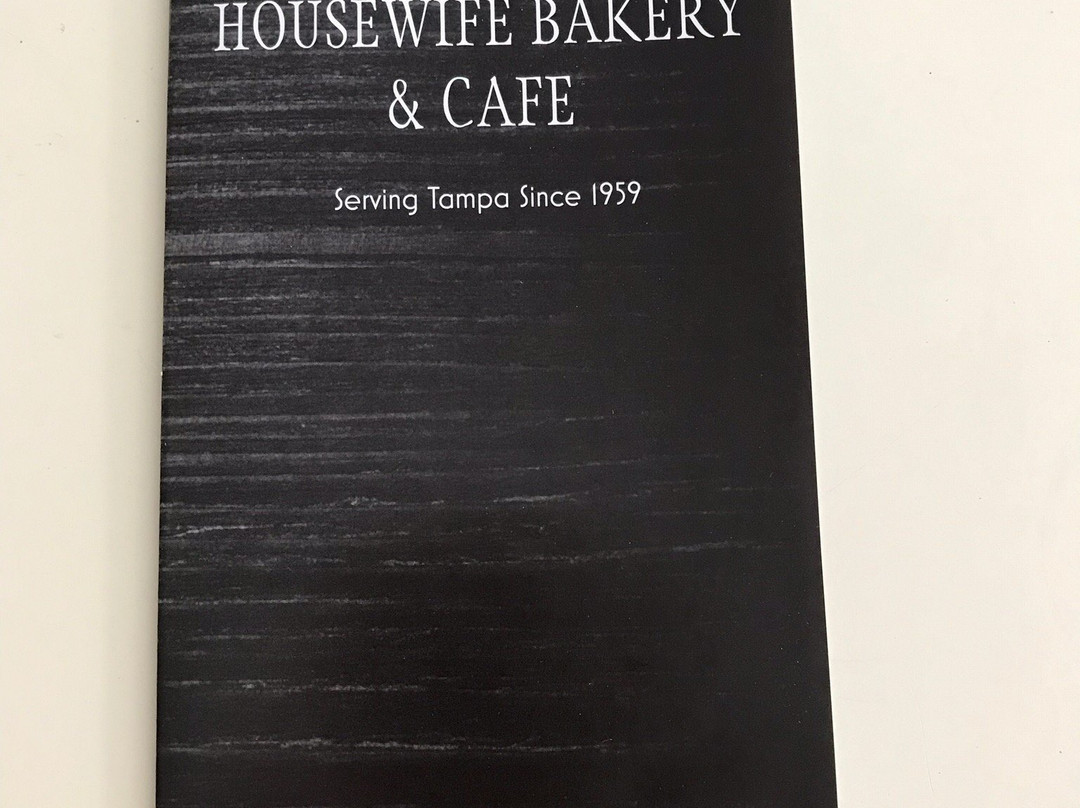 HOUSEWIFE BAKERY
& CAFE
Serving Tampa Since 1959